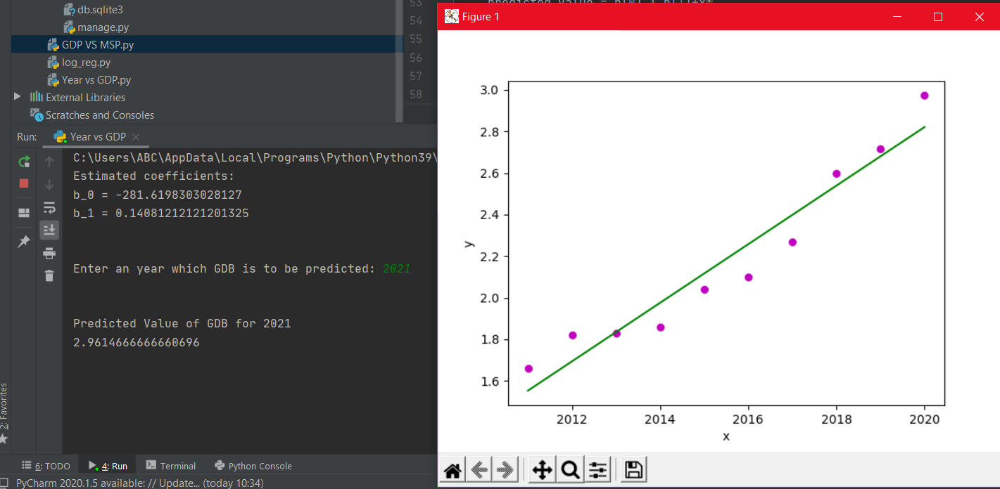 db.sqlite3
manage.py
GDP VS MSP.py
log_reg.py
Year vs GDP.py
External Libraries
Scratches and Consoles
53
54
55
56
57
58
Run: Year vs GDP
C:\Users\ABC\AppData\Local\Programs\Python\Python39\
Estimated coefficients:
b_0 = -281.6198303028127
b_1 = 0.14081212121201325
Enter an year which GDB is to be predicted: 2021
Predicted Value of GDB for 2021
2.9614666666660696
2: Favorites
6: TODO 4: Run Terminal Python Console
PyCharm 2020.1.5 available: // Update... (today 10:34)
Figure 1
3.0
2.8
2.6
2.4
2.2
2.0
1.8
1.6
y
2012 2014 2016 2018 2020
x